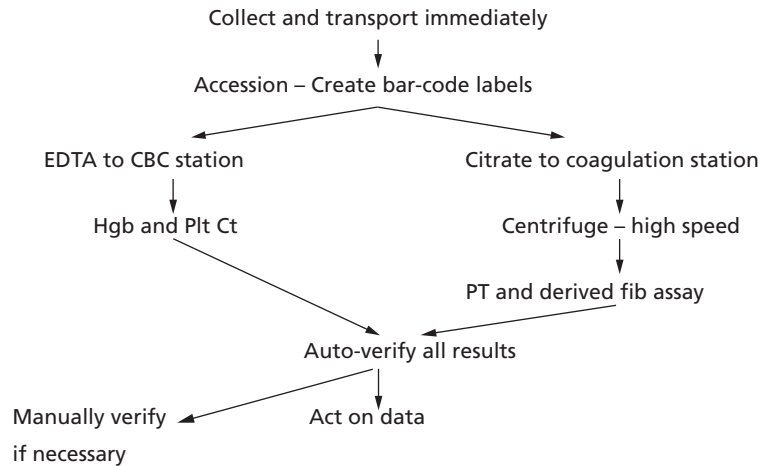 Collect and transport immediately
Accession – Create bar-code labels
EDTA to CBC station
Citrate to coagulation station
Hgb and Plt Ct
Centrifuge – high speed
PT and derived fib assay
Auto-verify all results
Manually verify
if necessary
Act on data